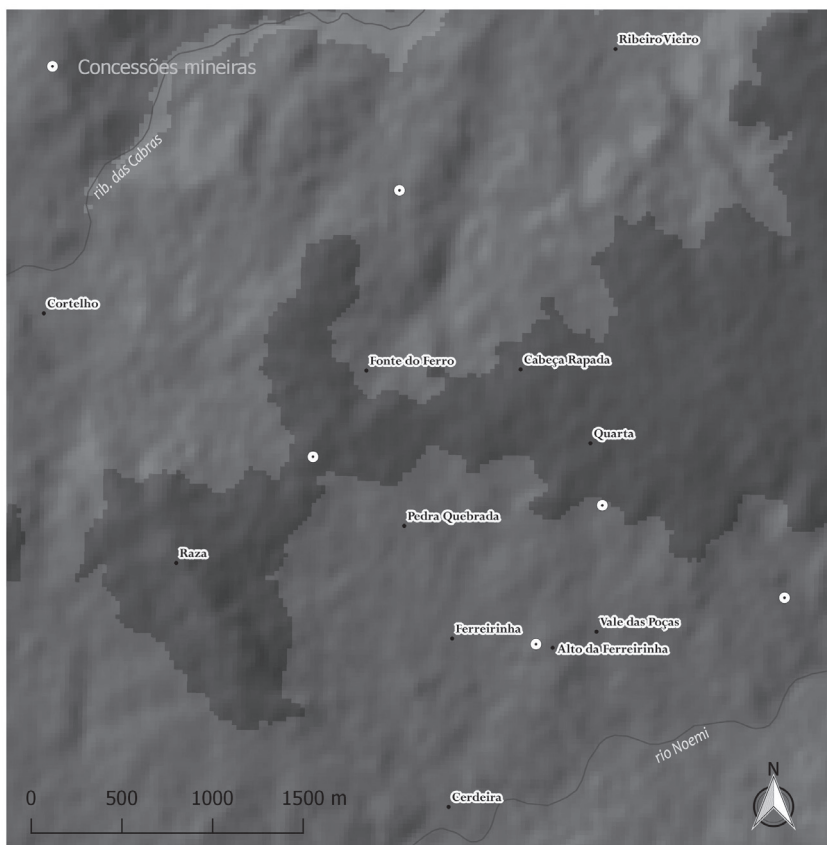 Ribeiro Vieiro
Concessões mineiras
rib. das Cabras
Cortelho
Fonte do Ferro
Cabeça Rapada
Quarta
Pedra Quebrada
Raza
Vale das Poças
Ferreirinha
Alto da Ferreirinha
rio Noemi
N
Cerdeira
0 500 1000 1500 m